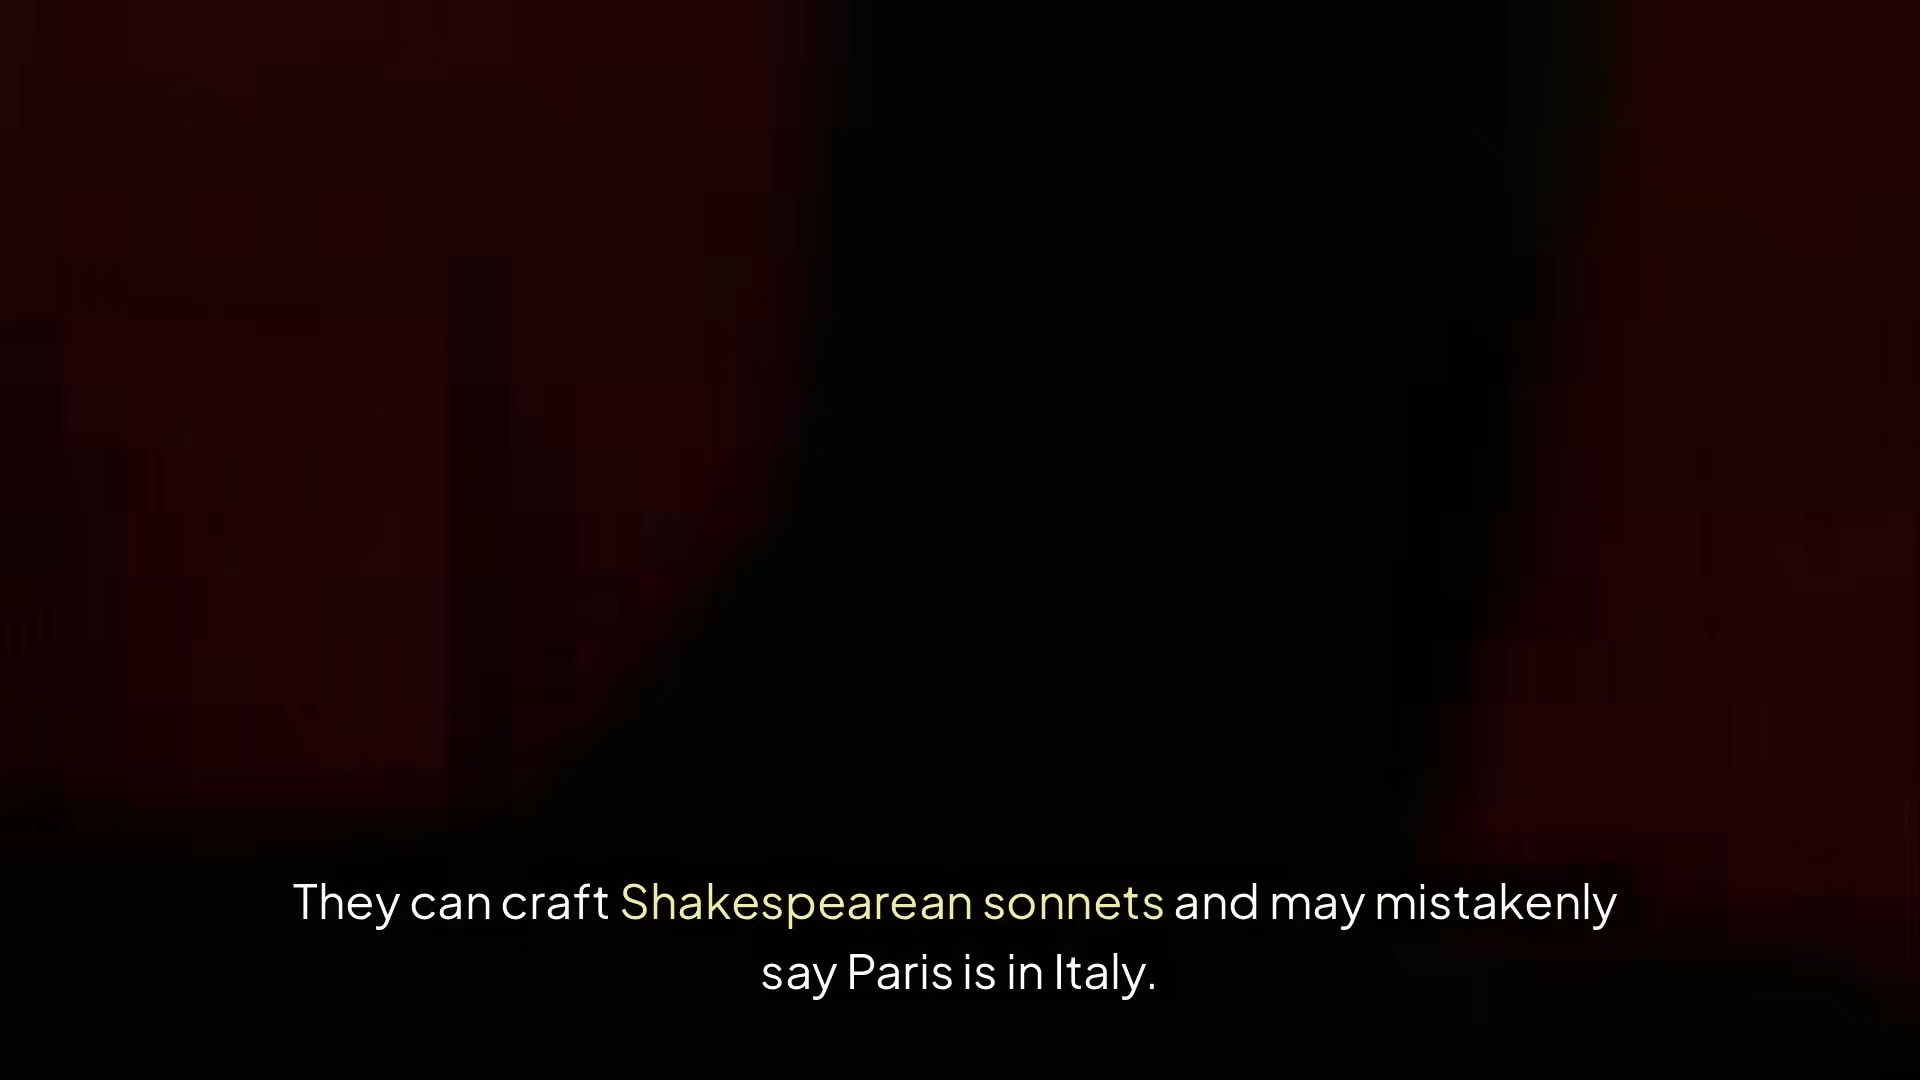 They can craft Shakespearean sonnets and may mistakenly
say Paris is in Italy.